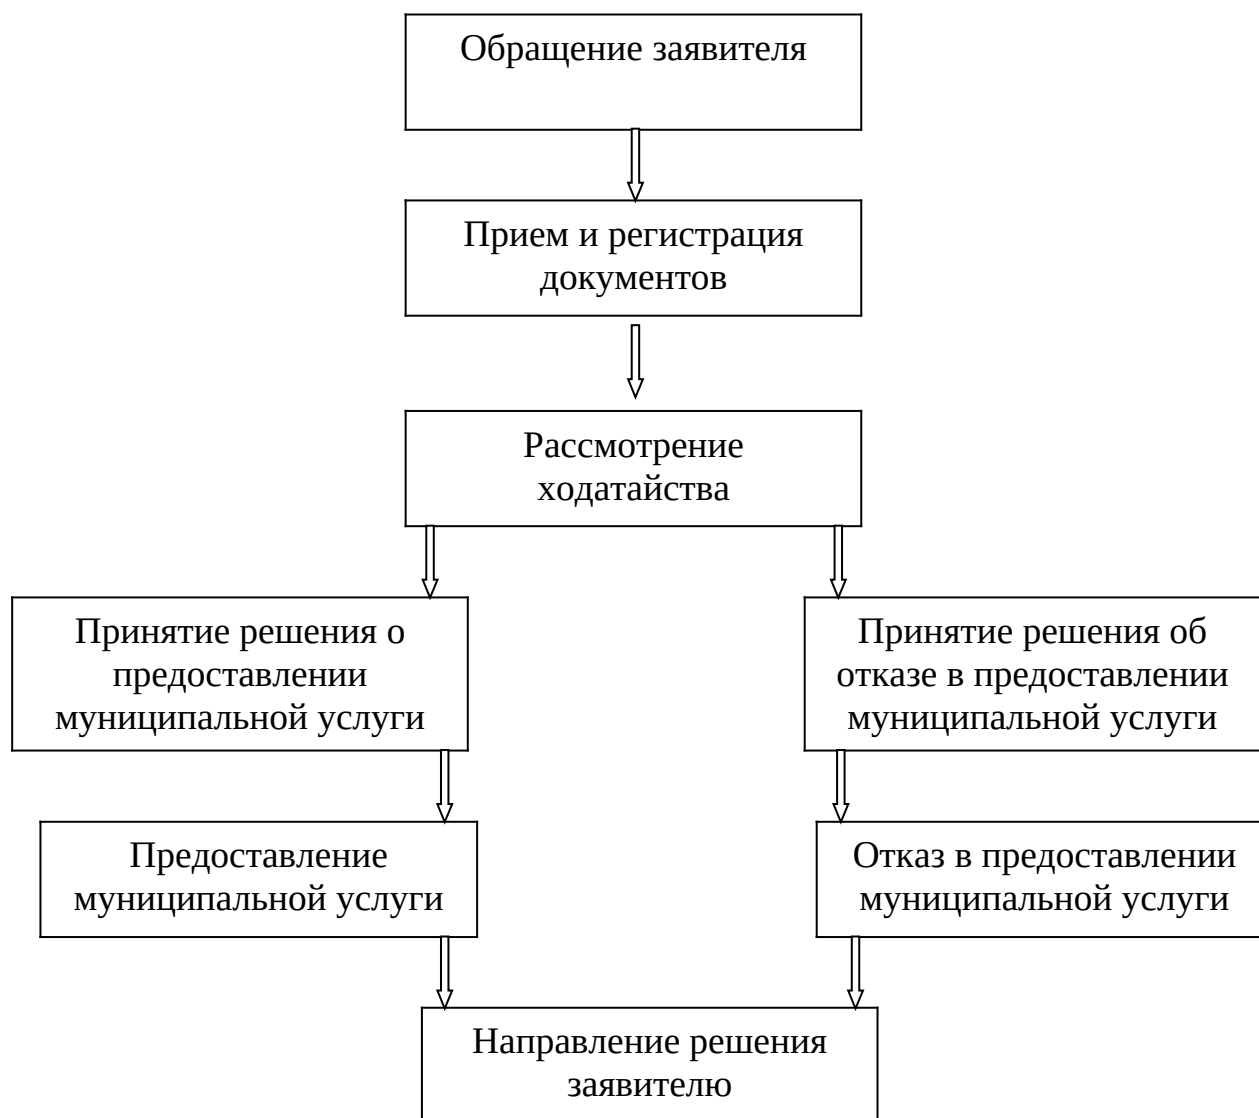 Обращение заявителя
Прием и регистрация
документов
Рассмотрение
ходатайства
Принятие решения о
предоставлении
муниципальной услуги
Принятие решения об
отказе в предоставлении
муниципальной услуги
Предоставление
муниципальной услуги
Отказ в предоставлении
муниципальной услуги
Направление решения
заявителю